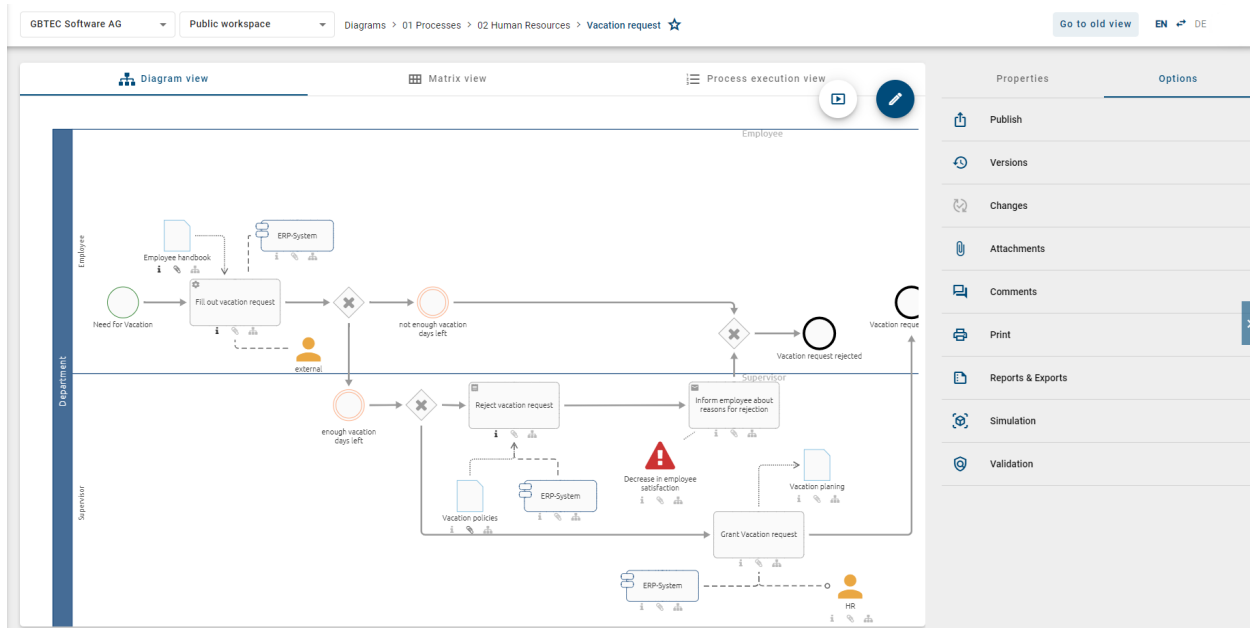 GBTEC Software AG
Public workspace
Diagrams > 01 Processes > 02 Human Resources > Vacation request
Go to old view
EN
DE
Diagram view
Matrix view
Process execution view
Properties
Options
Publish
Versions
Changes
Attachments
Comments
Print
Reports & Exports
Simulation
Validation
Department
Employee
Employee
Employee handbook
ERP-System
Need for Vacation
Fill out vacation request
external
not enough vacation
days left
Vacation request rejected
Vacation reque
Supervisor
Supervisor
enough vacation
days left
Reject vacation request
Inform employee about
reasons for rejection
Decrease in employee
satisfaction
Vacation policies
ERP-System
Vacation planing
Grant Vacation request
ERP-System
HR